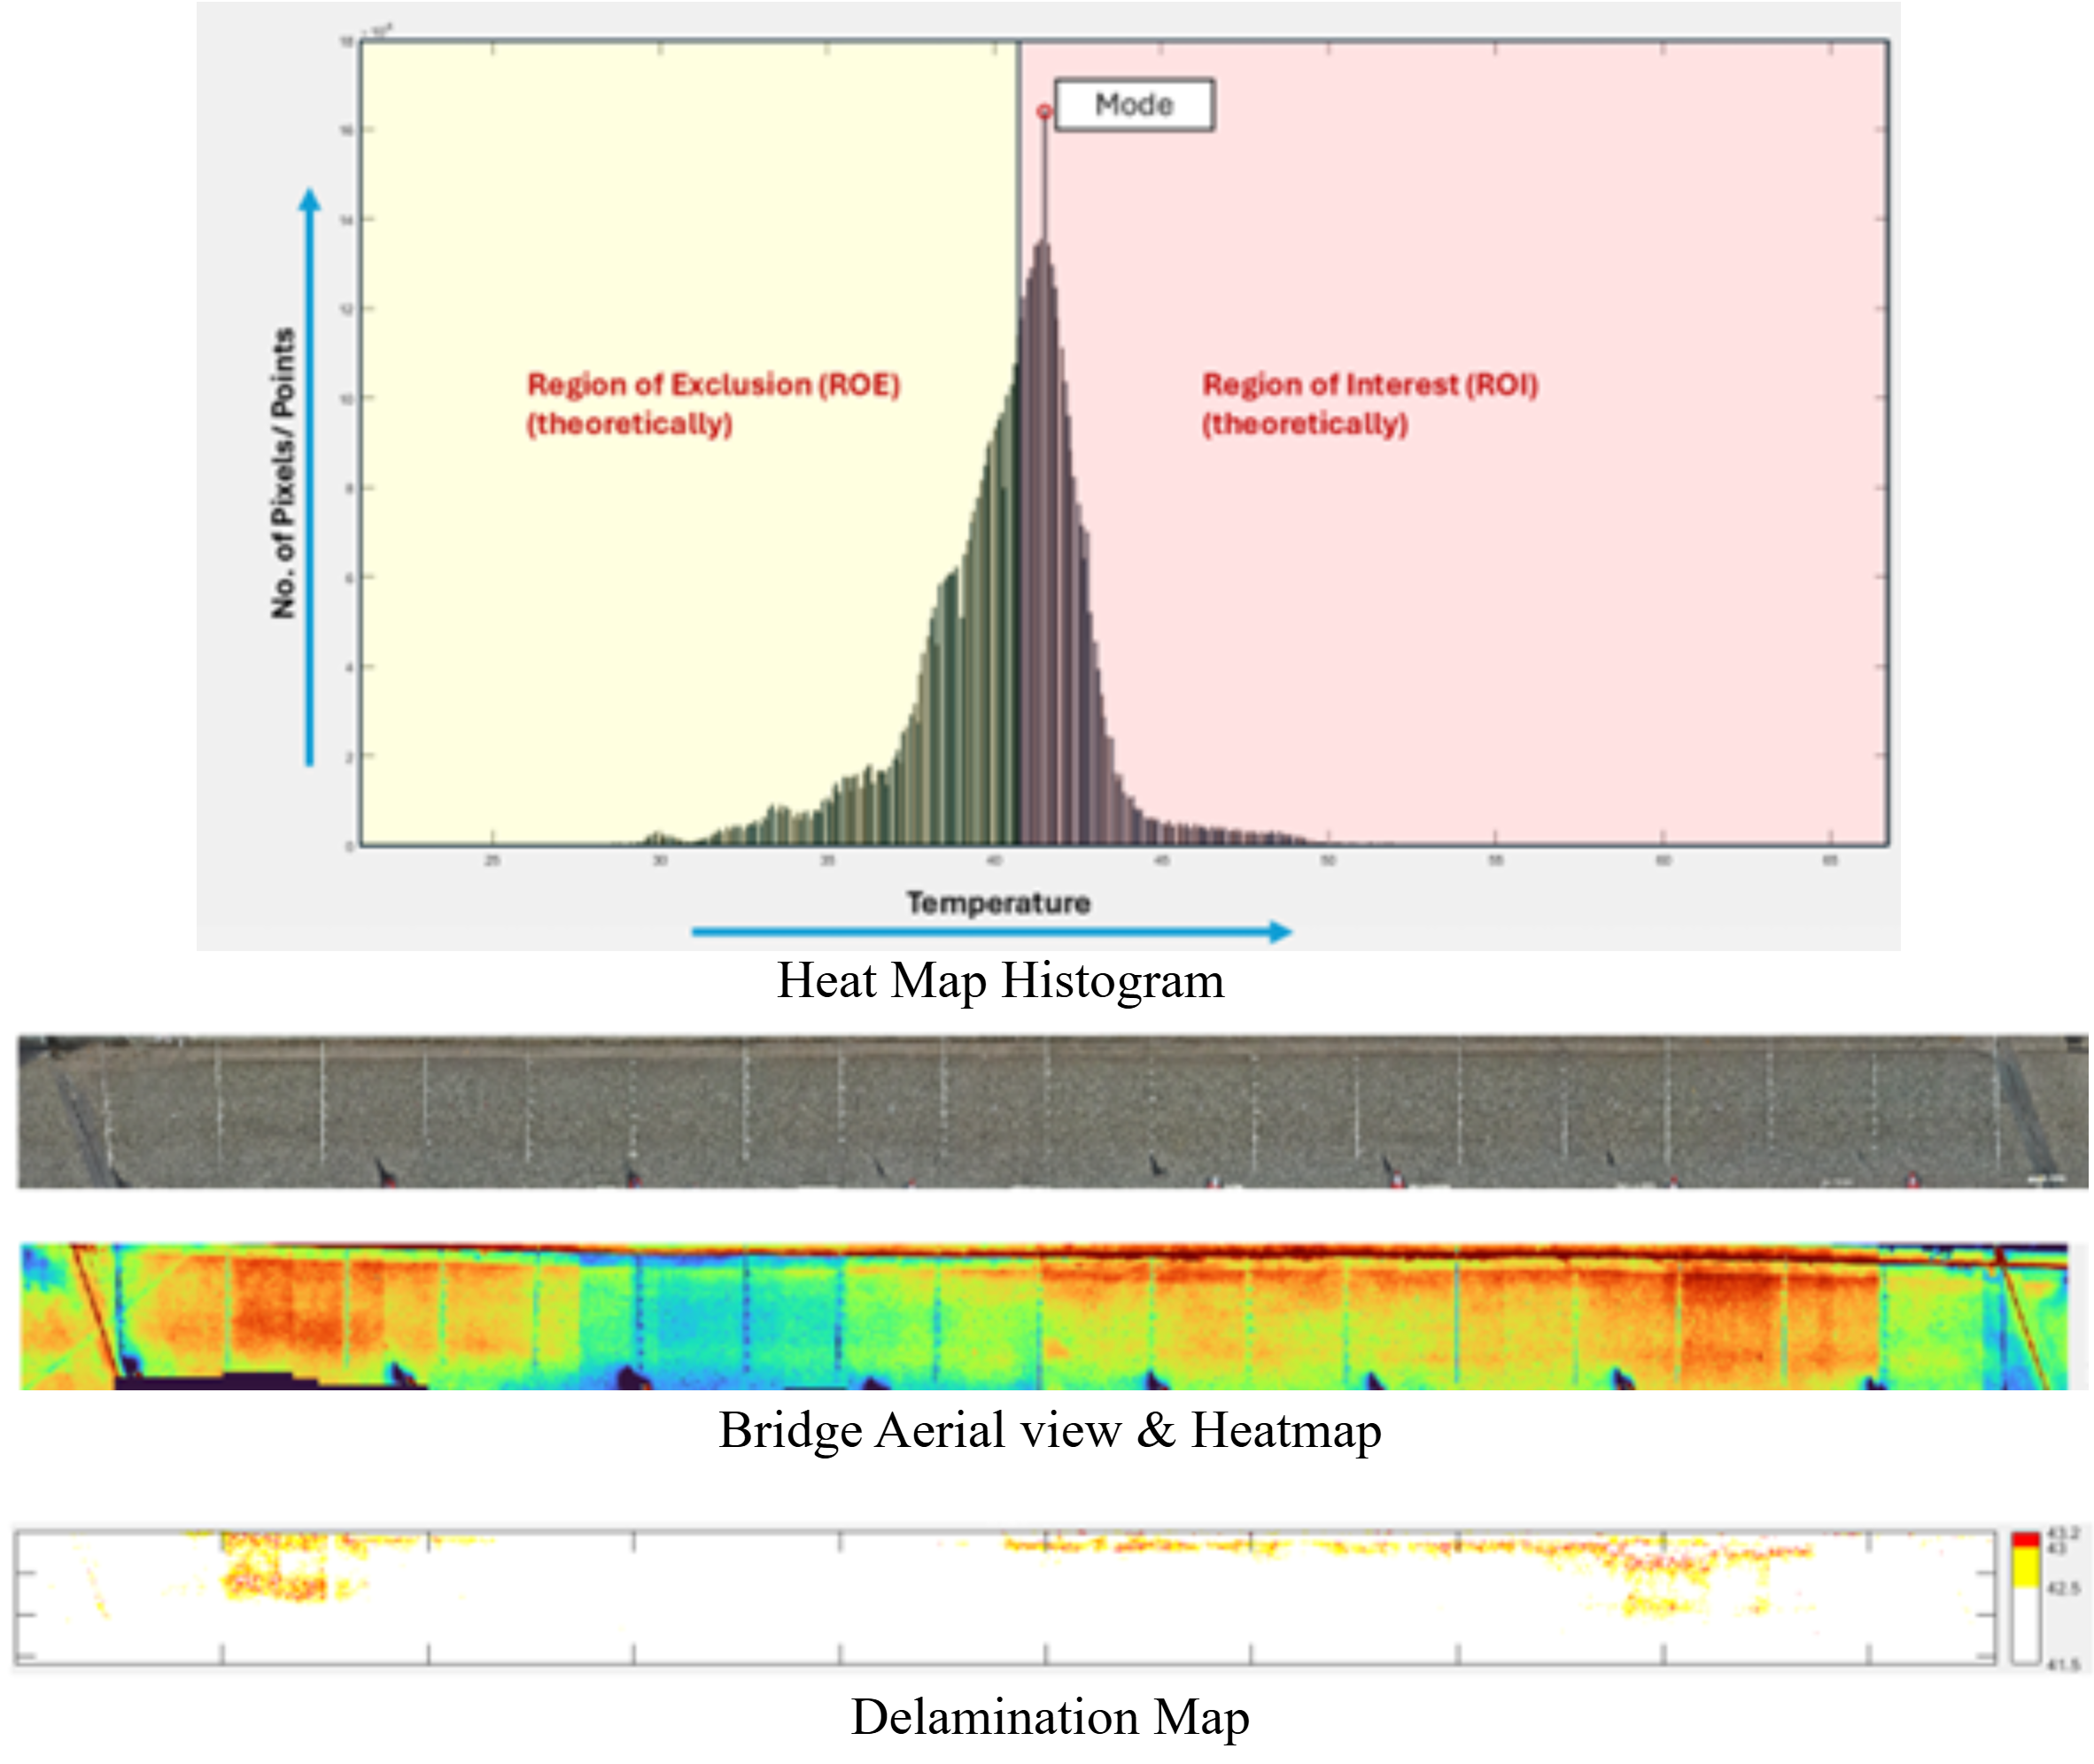 18
16
14
12
10
8
6
4
2
0
No. of Pixels/ Points
Mode
Region of Exclusion (ROE)
(theoretically)
Region of Interest (ROI)
(theoretically)
25 30 35 40 45 50 55 60 65
Temperature
Heat Map Histogram
Bridge Aerial view & Heatmap
43.2
43
42.5
41.5
Delamination Map